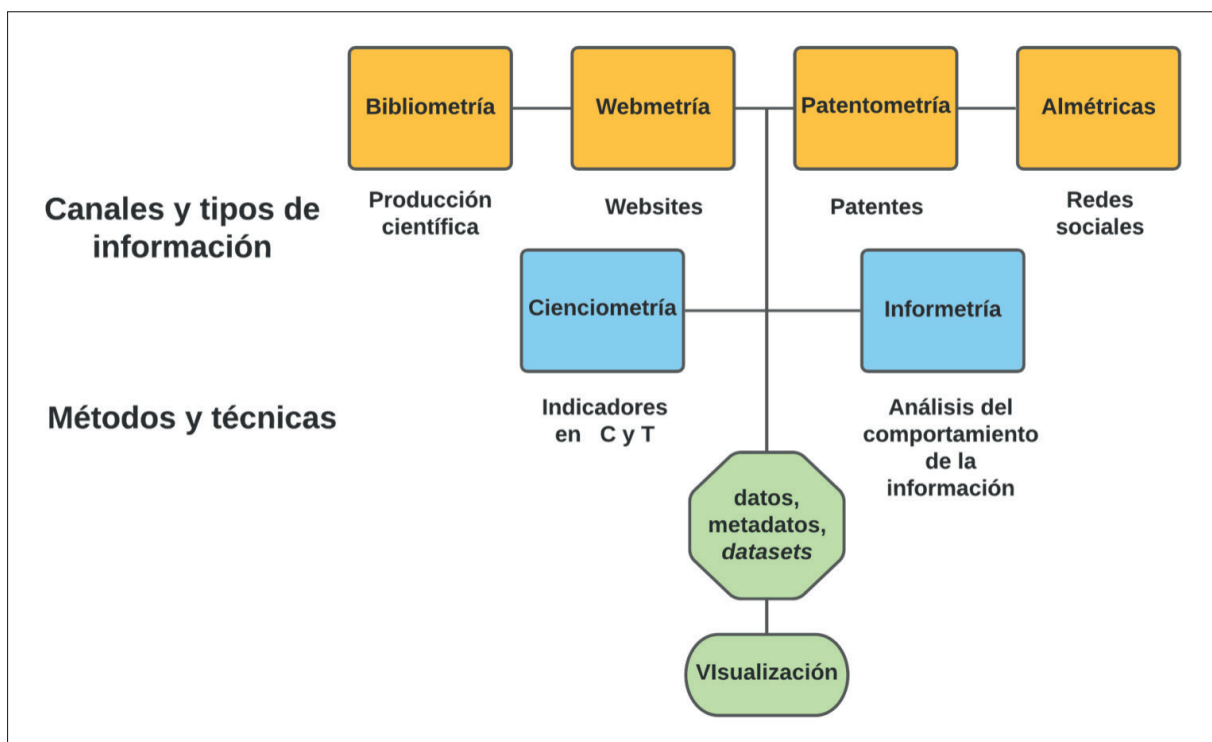 Bibliometría
Webmetría
Patentometría
Almétricas
Canales y tipos de
información
Producción
científica
Websites
Patentes
Redes
sociales
Cienciometría
Informetría
Métodos y técnicas
Indicadores
en C y T
Análisis del
comportamiento
de la
información
datos,
metadatos,
datasets
VIsualización